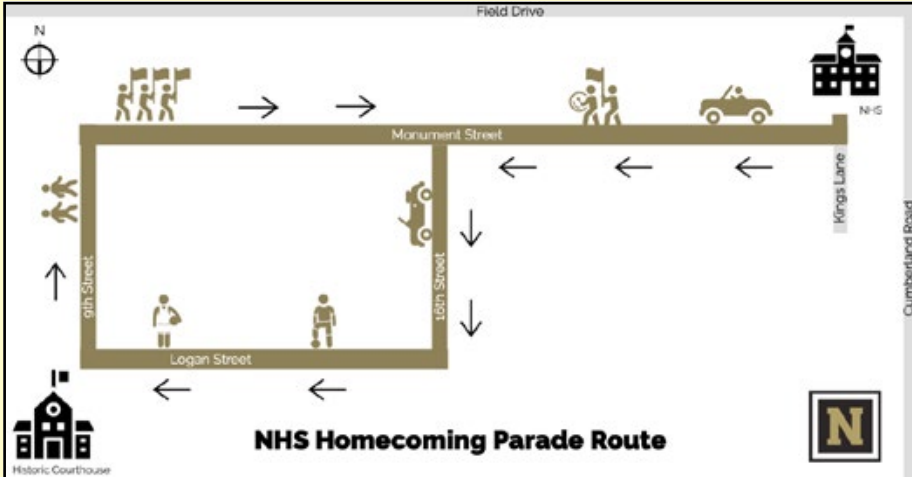 Field Drive
N
NHS
Monument Street
Kings Lane
Cumberland Road
9th Street
16th Street
Logan Street
NHS Homecoming Parade Route
N
Historic Courthouse